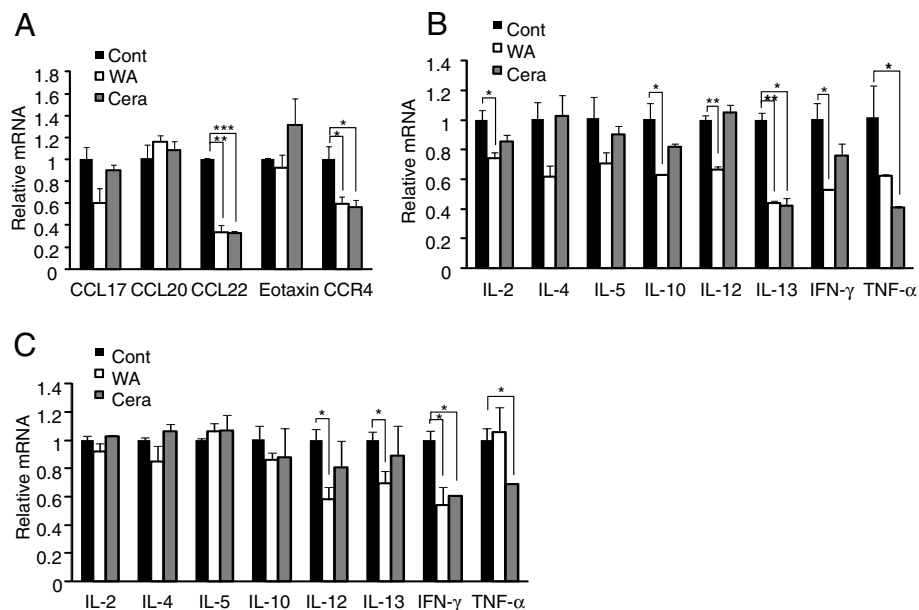 A
Cont
WA
Cera
Relative mRNA
1.8
1.6
1.4
1.2
1
0.8
0.6
0.4
0.2
0
***
**
*
*
CCL17 CCL20 CCL22 Eotaxin CCR4
B
Cont
WA
Cera
Relative mRNA
1.4
1.2
1
0.8
0.6
0.4
0.2
0
*
*
**
*
**
*
*
IL-2 IL-4 IL-5 IL-10 IL-12 IL-13 IFN-γ TNF-α
C
Cont
WA
Cera
Relative mRNA
1.4
1.2
1
0.8
0.6
0.4
0.2
0
*
*
*
*
*
IL-2 IL-4 IL-5 IL-10 IL-12 IL-13 IFN-γ TNF-α